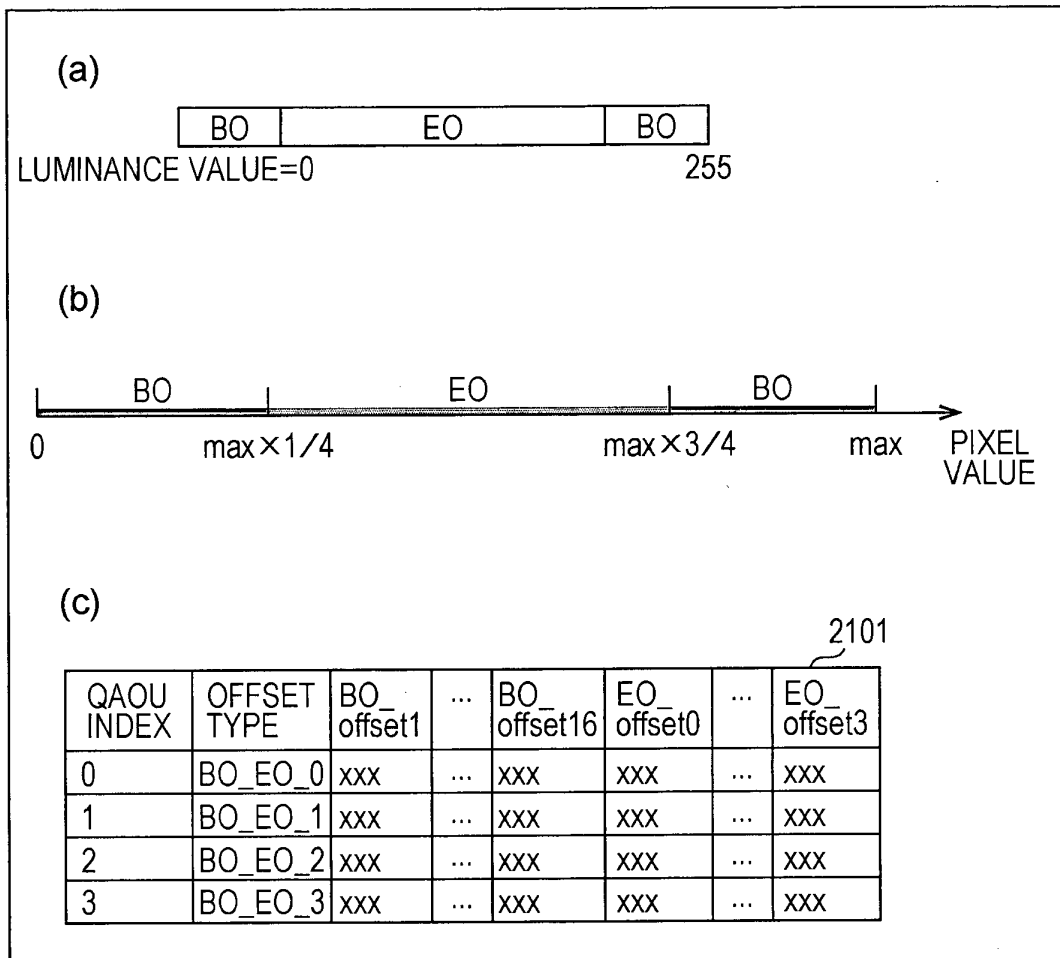 (a)
BO EO BO
LUMINANCE VALUE=0 255
(b)
BO EO BO
0 max×1/4 max×3/4 max PIXEL
VALUE
(c)
2101
QAOU INDEX OFFSET TYPE BO_ offset1 ... BO_ offset16 EO_ offset0 ... EO_ offset3
0 BO_EO_0 xxx ... xxx xxx ... xxx
1 BO_EO_1 xxx ... xxx xxx ... xxx
2 BO_EO_2 xxx ... xxx xxx ... xxx
3 BO_EO_3 xxx ... xxx xxx ... xxx